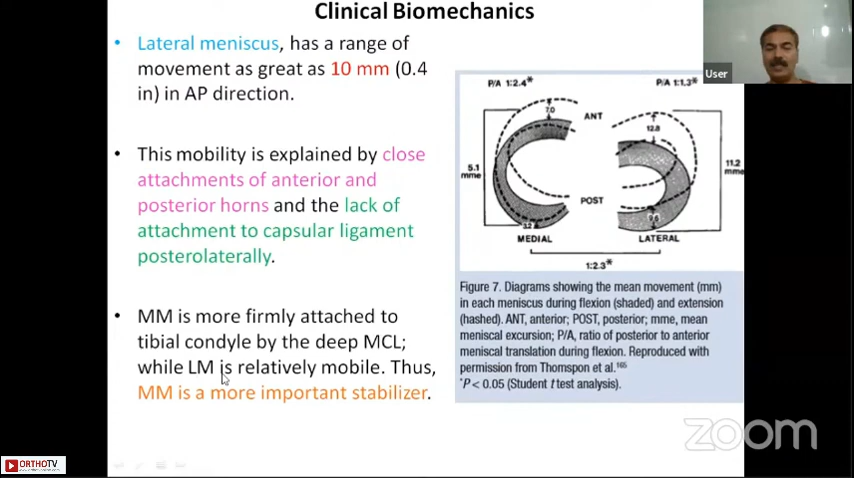 Clinical Biomechanics
• Lateral meniscus, has a range of
movement as great as 10 mm (0.4
in) in AP direction.
• This mobility is explained by close
attachments of anterior and
posterior horns and the lack of
attachment to capsular ligament
posterolaterally.
• MM is more firmly attached to
tibial condyle by the deep MCL;
while LM is relatively mobile. Thus,
MM is a more important stabilizer.
User
P/A 1:2.4*
P/A 1:1.3*
7.0
ANT
12.8
5.1
mme
11.2
mme
POST
3.2
MEDIAL
LATERAL
1:2.3*
Figure 7. Diagrams showing the mean movement (mm)
in each meniscus during flexion (shaded) and extension
(hashed). ANT, anterior; POST, posterior; mme, mean
meniscal excursion; P/A, ratio of posterior to anterior
meniscal translation during flexion. Reproduced with
permission from Thomspon et al.165
*P < 0.05 (Student t test analysis).
zoom
ORTHOTV